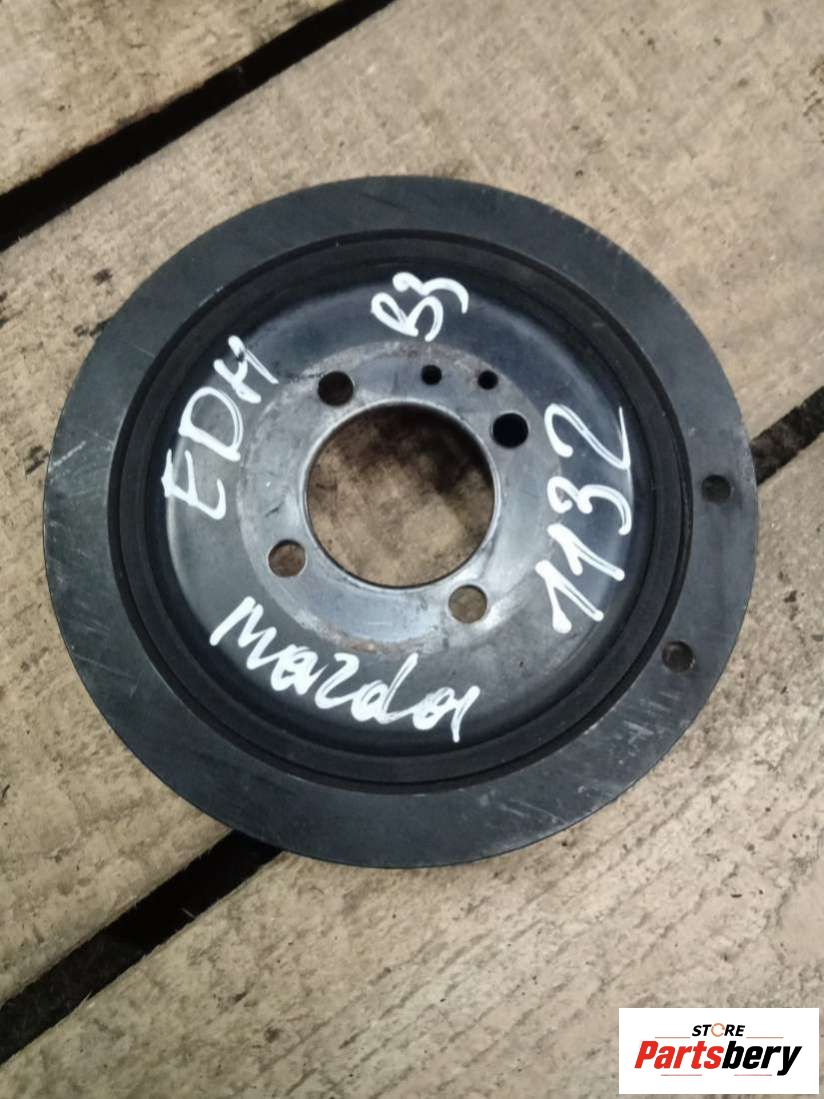 B3
EDH
1132
Mazda
STORE
Partsbery